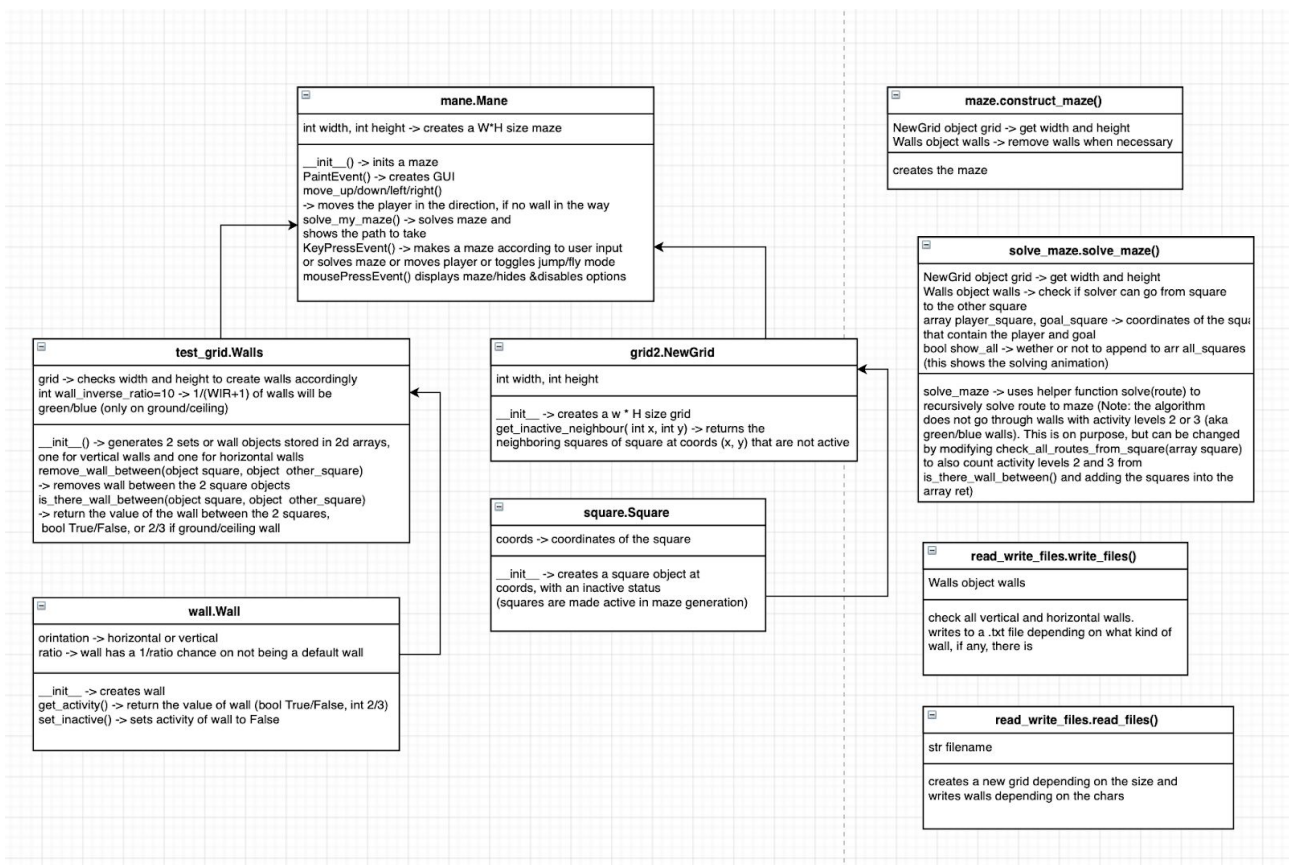 mane.Mane
int width, int height -> creates a W*H size maze
__init__() -> inits a maze
PaintEvent() -> creates GUI
move_up/down/left/right()
-> moves the player in the direction, if no wall in the way
solve_my_maze() -> solves maze and
shows the path to take
KeyPressEvent() -> makes a maze according to user input
or solves maze or moves player or toggles jump/fly mode
mousePressEvent() displays maze/hides &disables options
test_grid.Walls
grid -> checks width and height to create walls accordingly
int wall_inverse_ratio=10 -> 1/(WIR+1) of walls will be
green/blue (only on ground/ceiling)
__init__() -> generates 2 sets or wall objects stored in 2d arrays,
one for vertical walls and one for horizontal walls
remove_wall_between(object square, object other_square)
-> removes wall between the 2 square objects
is_there_wall_between(object square, object other_square)
-> return the value of the wall between the 2 squares,
bool True/False, or 2/3 if ground/ceiling wall
wall.Wall
orintation -> horizontal or vertical
ratio -> wall has a 1/ratio chance on not being a default wall
__init__ -> creates wall
get_activity() -> return the value of wall (bool True/False, int 2/3)
set_inactive() -> sets activity of wall to False
grid2.NewGrid
int width, int height
__init__ -> creates a w * H size grid
get_inactive_neighbour( int x, int y) -> returns the
neighboring squares of square at coords (x, y) that are not active
square.Square
coords -> coordinates of the square
__init__ -> creates a square object at
coords, with an inactive status
(squares are made active in maze generation)
maze.construct_maze()
NewGrid object grid -> get width and height
Walls object walls -> remove walls when necessary
creates the maze
solve_maze.solve_maze()
NewGrid object grid -> get width and height
Walls object walls -> check if solver can go from square
to the other square
array player_square, goal_square -> coordinates of the squa
that contain the player and goal
bool show_all -> wether or not to append to arr all_squares
(this shows the solving animation)
solve_maze -> uses helper function solve(route) to
recursively solve route to maze (Note: the algorithm
does not go through walls with activity levels 2 or 3 (aka
green/blue walls). This is on purpose, but can be changed
by modifying check_all_routes_from_square(array square)
to also count activity levels 2 and 3 from
is_there_wall_between() and adding the squares into the
array ret)
read_write_files.write_files()
Walls object walls
check all vertical and horizontal walls.
writes to a .txt file depending on what kind of
wall, if any, there is
read_write_files.read_files()
str filename
creates a new grid depending on the size and
writes walls depending on the chars